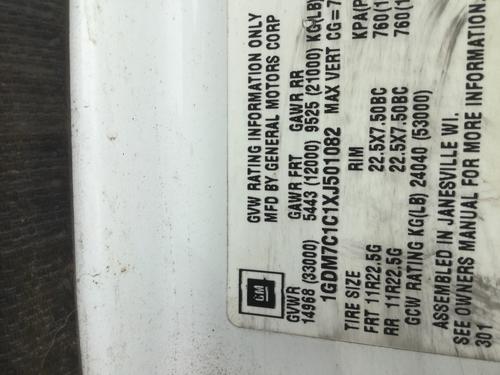 GVW RATING INFORMATION ONLY
MFD BY GENERAL MOTORS CORP
GM
GVWR GAWR FRT GAWR RR KG(LB)
14968 (33000) 5443 (12000) 9525 (21000)
1GDM7C1C1XJ501082 MAX VERT CG=7
TIRE SIZE RIM KPA(P
FRT 11R22.5G 22.5X7.50BC 760(1
RR 11R22.5G 22.5X7.50BC 760(1
GCW RATING KG(LB) 24040 (53000)
ASSEMBLED IN JANESVILLE WI.
SEE OWNERS MANUAL FOR MORE INFORMATION.
301